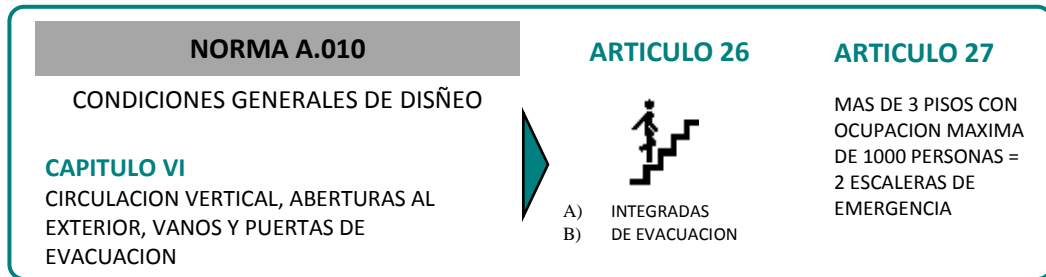 NORMA A.010
CONDICIONES GENERALES DE DISÑEO
CAPITULO VI
CIRCULACION VERTICAL, ABERTURAS AL
EXTERIOR, VANOS Y PUERTAS DE
EVACUACION
ARTICULO 26
A) INTEGRADAS
B) DE EVACUACION
ARTICULO 27
MAS DE 3 PISOS CON
OCUPACION MAXIMA
DE 1000 PERSONAS =
2 ESCALERAS DE
EMERGENCIA